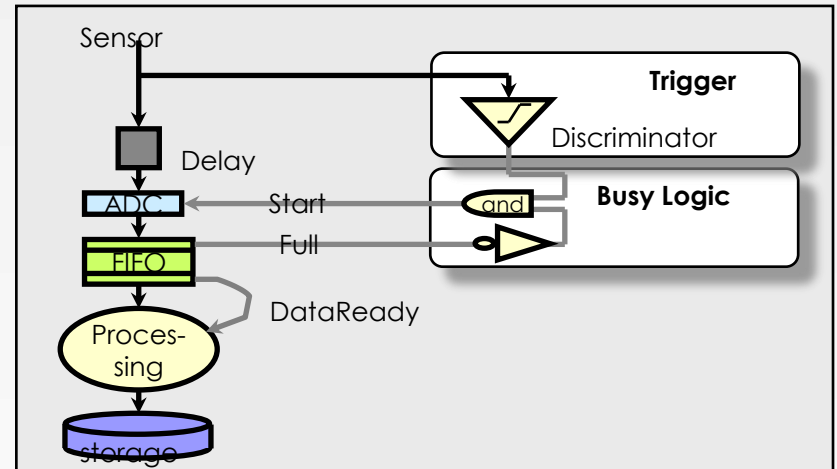 Sensor
Trigger
Discriminator
Delay
ADC
Start
and
Busy Logic
Full
FIFO
DataReady
Proces-
sing
storage